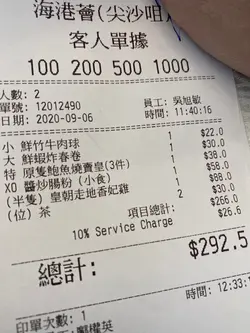 海港薈(尖沙咀)
客人單據
100 200 500 1000
人數: 2
單號: 12012490 員工: 吳旭敏
日期: 2020-09-06 時間: 11:40:16
小 鮮竹牛肉球 1 $22.0
大 鮮蝦炸春卷 1 $30.0
特 原隻鮑魚燒賣皇(3件) 1 $38.0
XO 醬炒腸粉 (小食) 1 $58.0
(半隻) 皇朝走地香妃雞 1 $88.0
(位) 茶 2 $30.0
項目總計: $266.0
10% Service Charge $26.6
總計: $292.5
時間: 12:33:1
印單次數: 1
鄺權英